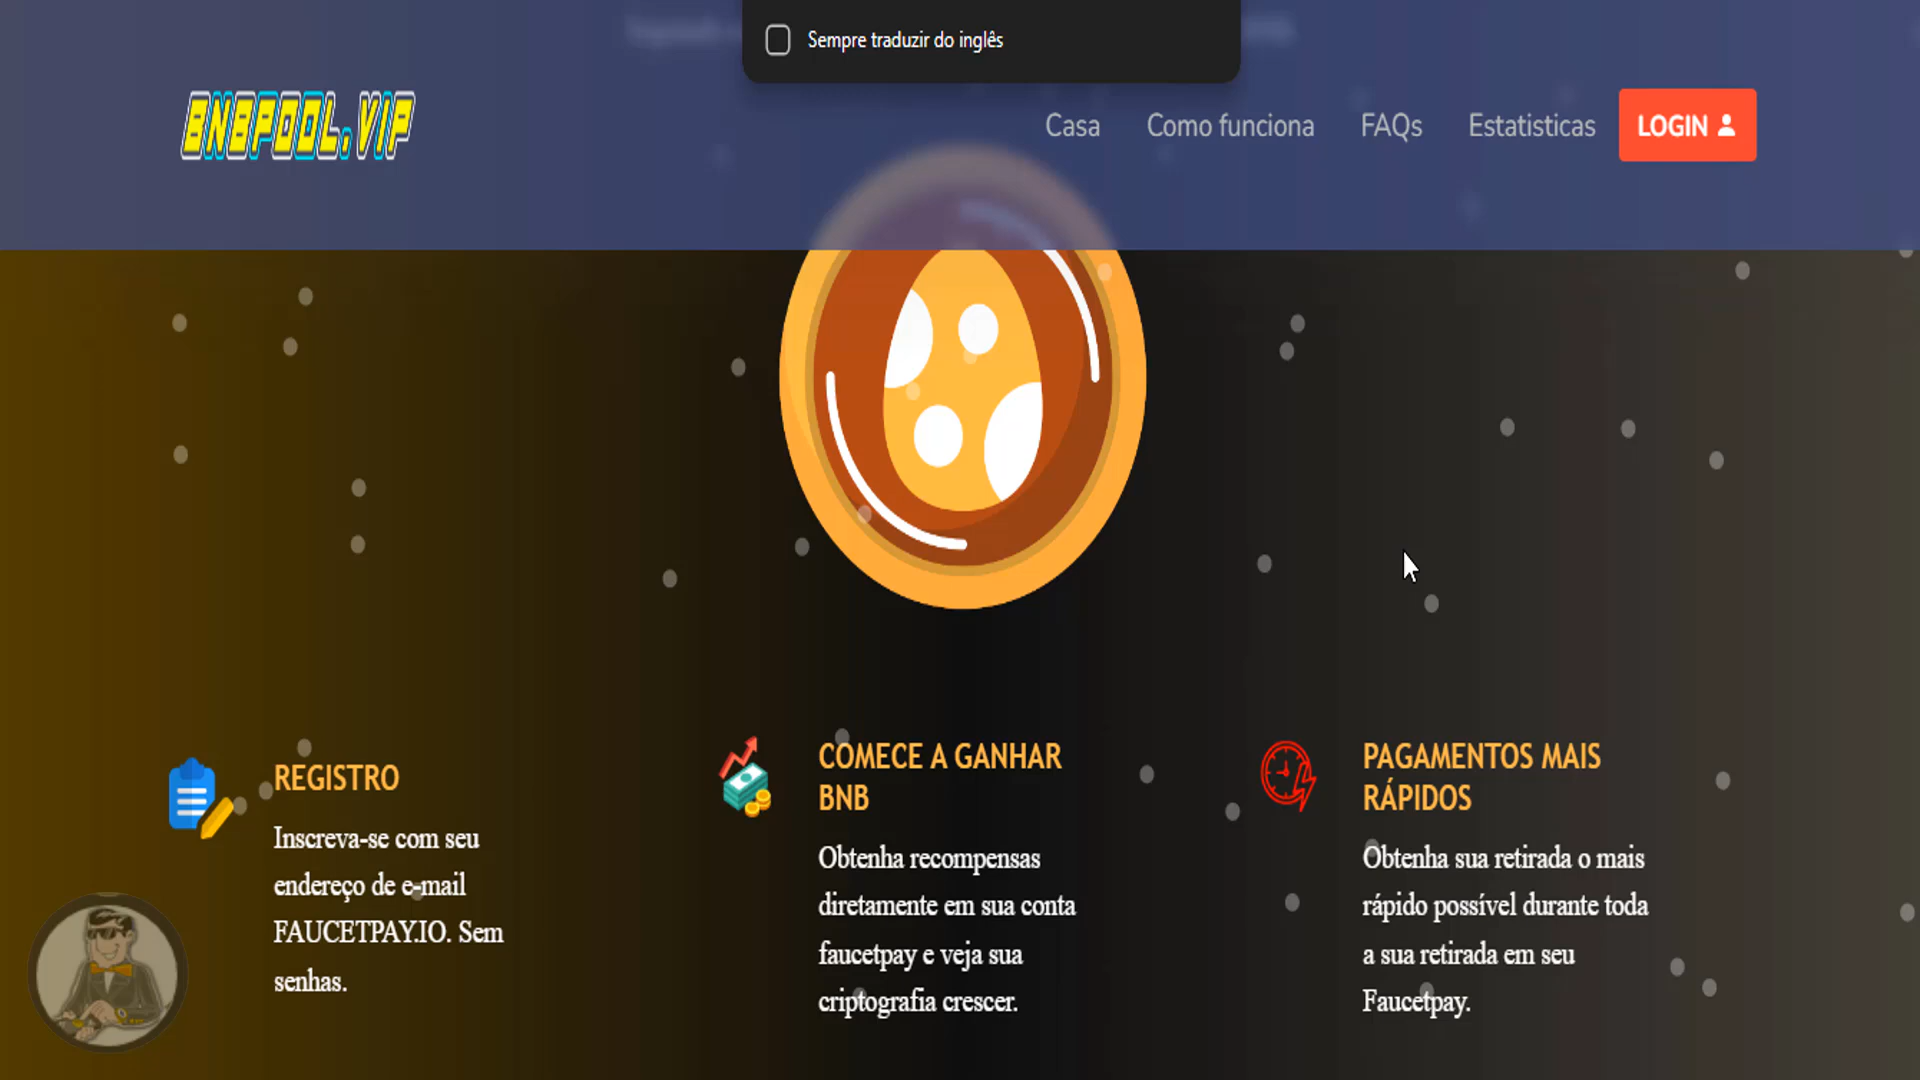 Sempre traduzir do inglês
BNBPOOL.VIP
Casa Como funciona FAQs Estatisticas LOGIN
REGISTRO
Inscreva-se com seu
endereço de e-mail
FAUCETPAY.IO. Sem
senhas.
COMECE A GANHAR
BNB
Obtenha recompensas
diretamente em sua conta
faucetpay e veja sua
criptografia crescer.
PAGAMENTOS MAIS
RÁPIDOS
Obtenha sua retirada o mais
rápido possível durante toda
a sua retirada em seu
Faucetpay.